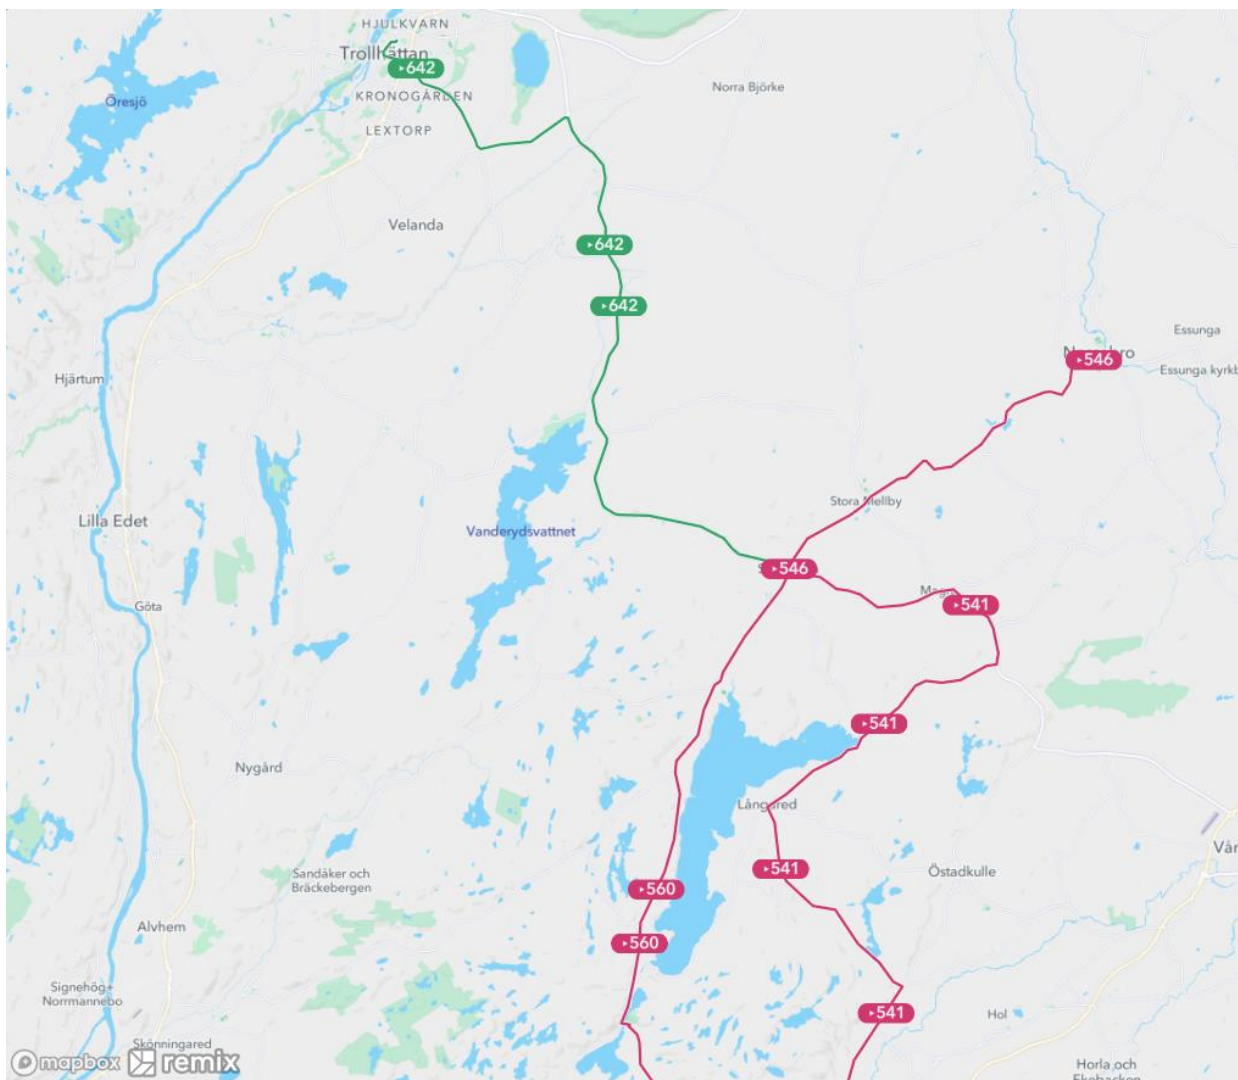 HJULKVARN
Trollhättan
642
Öresjö
KRONOGÅRDEN
Norra Björke
LEXTORP
Velanda
642
642
Essunga
546
Essunga kyrkb
Hjärtum
Stora Mellby
Lilla Edet
Vanderydsvattnet
546
541
Göta
541
Nygård
Långared
Vår
Sandåker och
Bräckebergen
541
Östadkulle
560
Alvhem
560
Signehög+
Norrmannebo
541
Hol
Skönningared
mapbox remix
Horla och